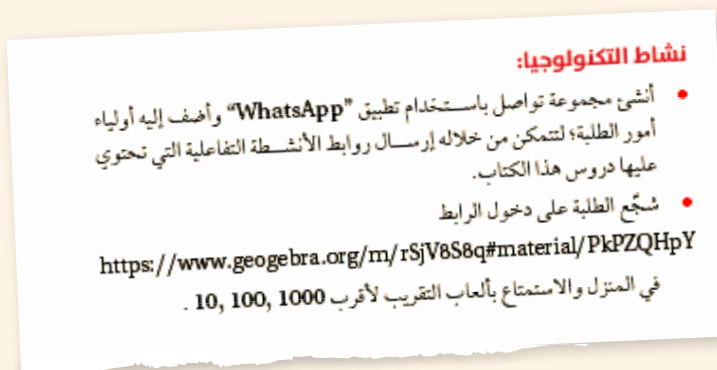 نشاط التكنولوجيا:
• أنشئ مجموعة تواصل باستخدام تطبيق "WhatsApp" وأضف إليه أولياء
أمور الطلبة؛ لتتمكن من خلاله إرسال روابط الأنشطة التفاعلية التي تحتوي
عليها دروس هذا الكتاب.
• شجّع الطلبة على دخول الرابط
https://www.geogebra.org/m/rSjV8S8q#material/PkPZQHpY
في المنزل والاستمتاع بألعاب التقريب لأقرب 1000 ,100 ,10 .